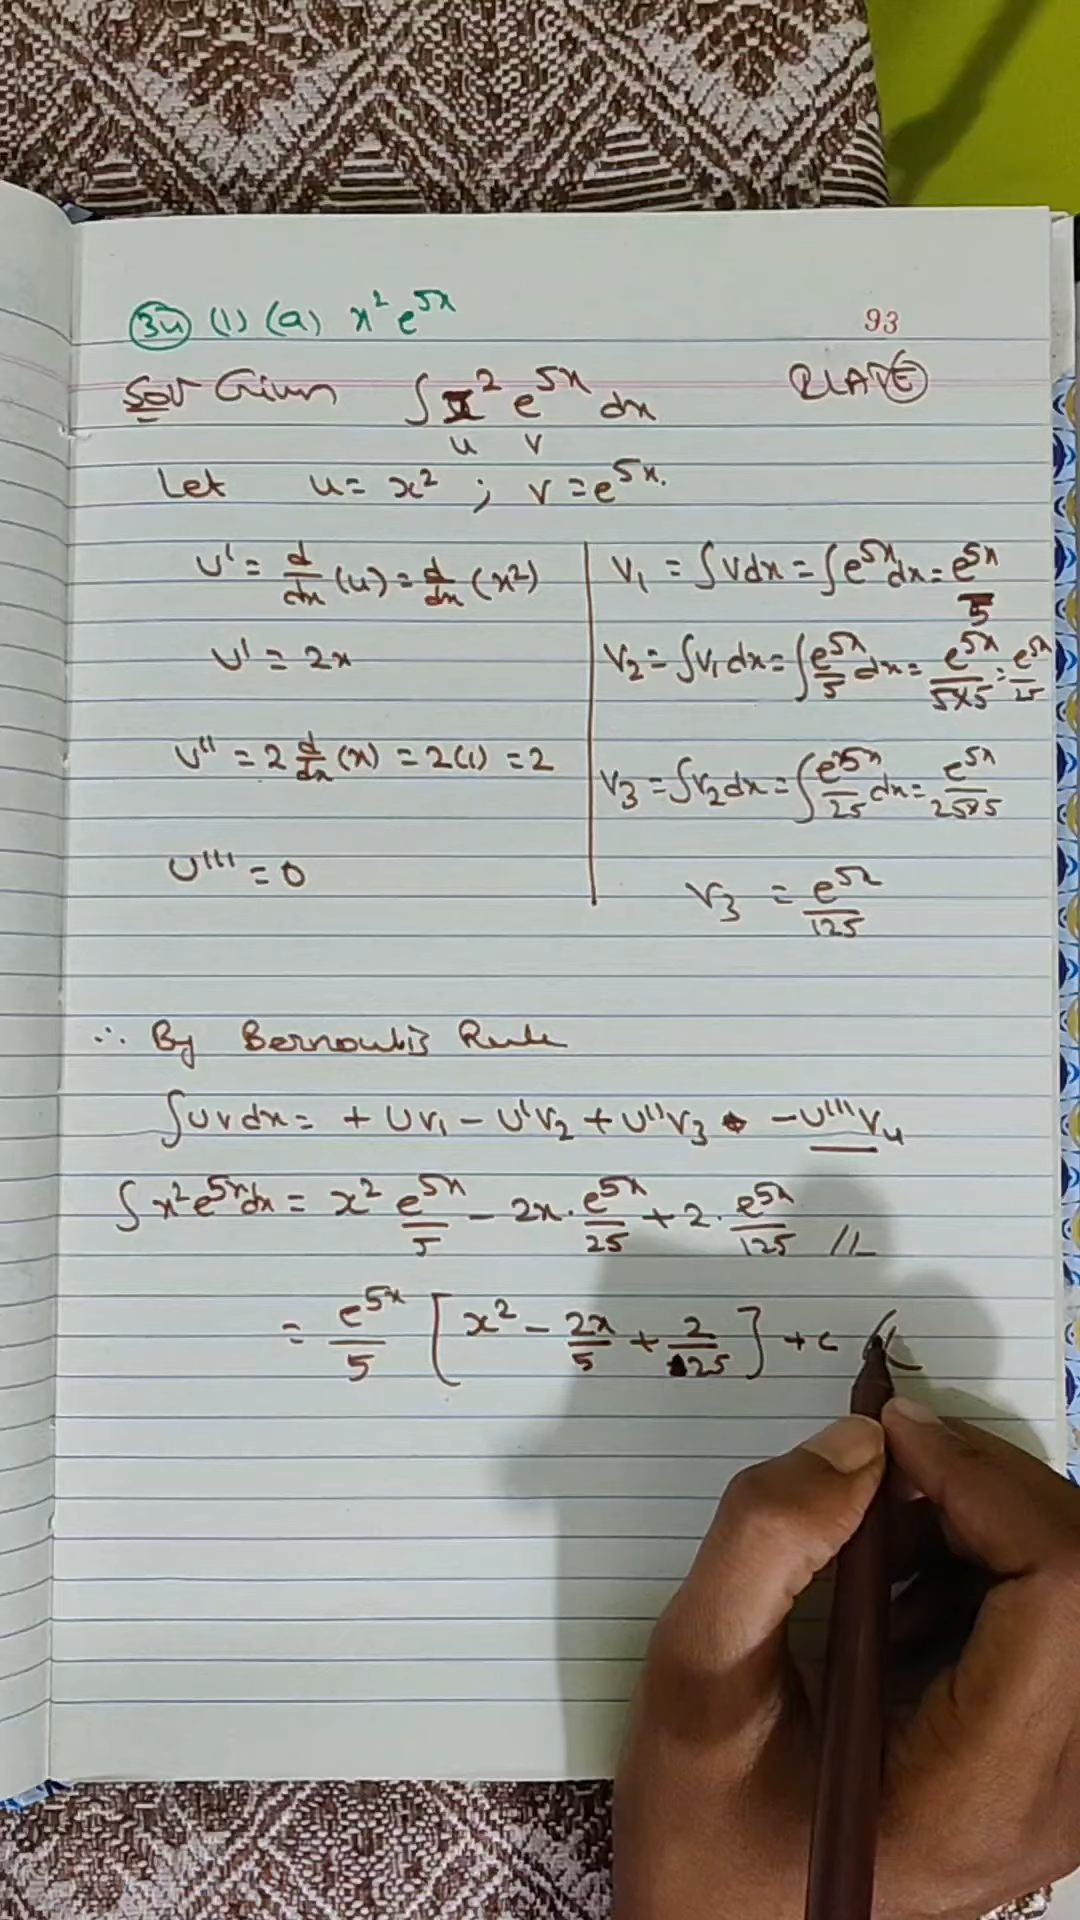 34 (1) (a) x² e^5x
93
Sol Given ∫ x² e^5x dx
ILATE
u v
Let u = x² ; v = e^5x.
u' = d/dx (u) = d/dx (x²)
u' = 2x
u'' = 2 d/dx (x) = 2(1) = 2
u''' = 0
v₁ = ∫v dx = ∫e^5x dx = e^5x/5
v₂ = ∫v₁ dx = ∫ e^5x/5 dx = e^5x/5×5 = e^5x/25
v₃ = ∫v₂ dx = ∫ e^5x/25 dx = e^5x/25×5
v₃ = e^5x/125
∴ By Bernoulis Rule
∫uv dx = + uv₁ - u'v₂ + u''v₃ - u'''v₄
∫x² e^5x dx = x² e^5x/5 - 2x · e^5x/25 + 2 · e^5x/125 //
= e^5x/5 [ x² - 2x/5 + 2/25 ] + c